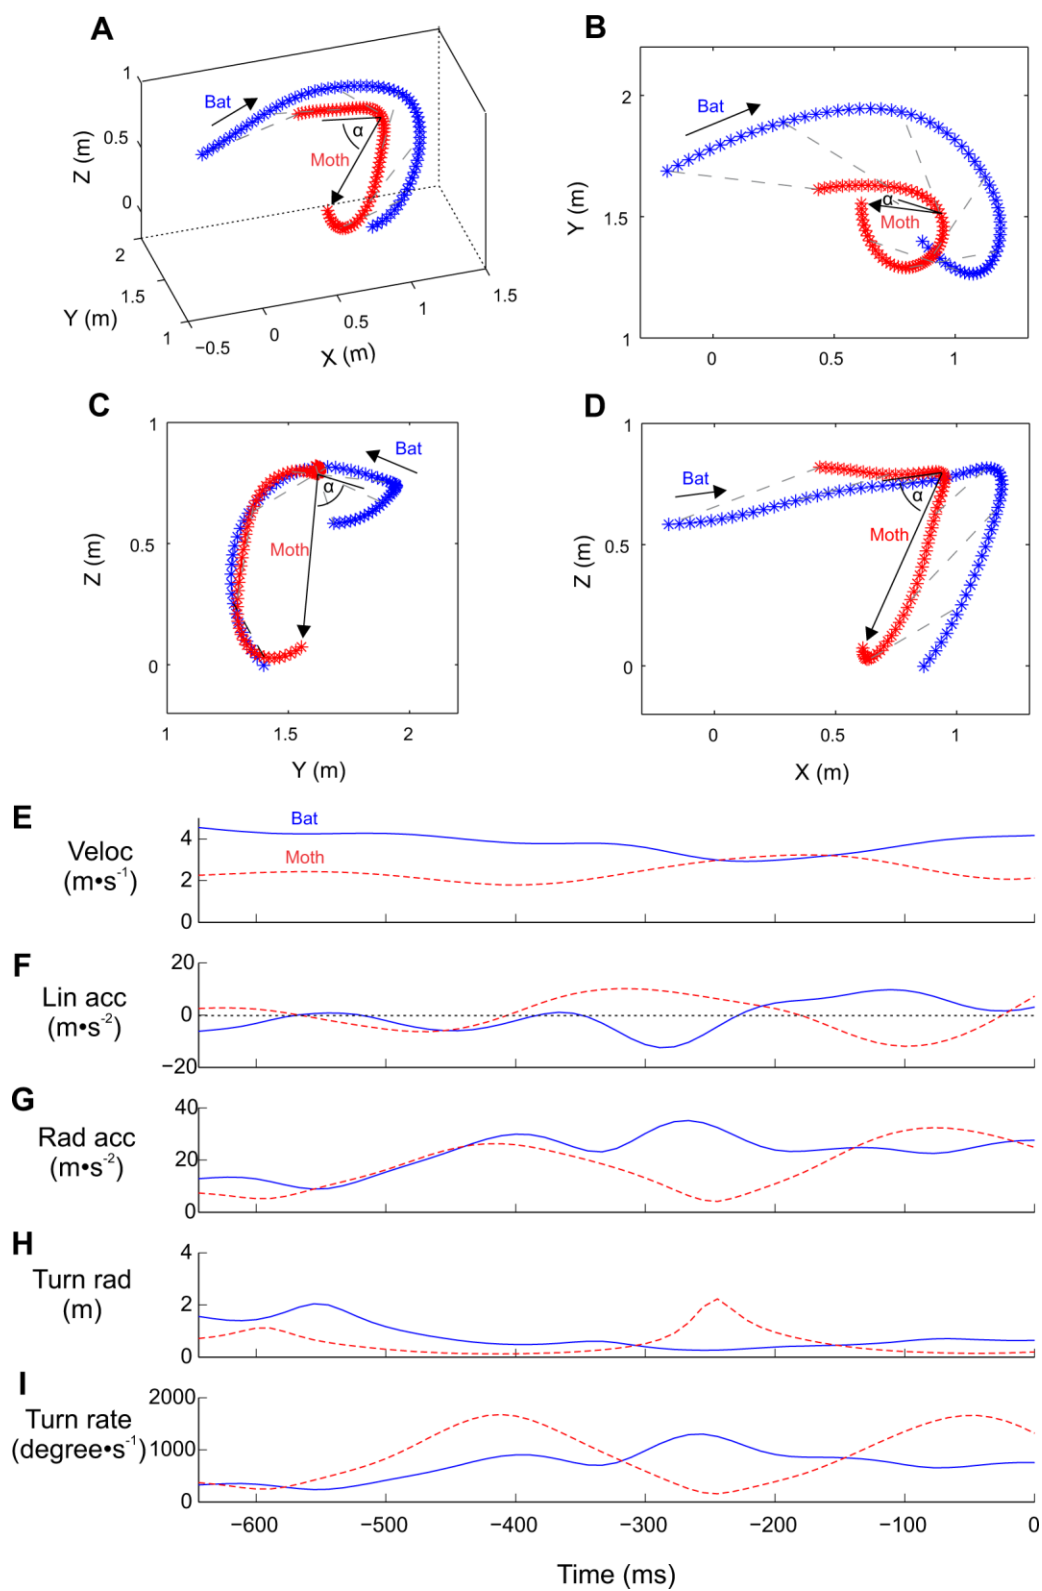 A
B
1
Bat
0.5
α
Moth
Z (m)
0
2
1.5
Y (m)
1
−0.5
0
0.5
1
1.5
X (m)
2
Bat
Y (m)
1.5
α
Moth
1
0
0.5
1
C
D
1
Bat
α
Z (m)
0.5
Moth
0
1
1.5
2
Y (m)
1
Bat
α
Z (m)
0.5
Moth
0
0
0.5
1
X (m)
E
Veloc
(m•s-1)
4
2
0
Bat
Moth
F
Lin acc
(m•s-2)
20
0
−20
G
Rad acc
(m•s-2)
40
20
0
H
Turn rad
(m)
4
2
0
I
Turn rate
(degree•s-1)
2000
1000
0
−600 −500 −400 −300 −200 −100 0
Time (ms)